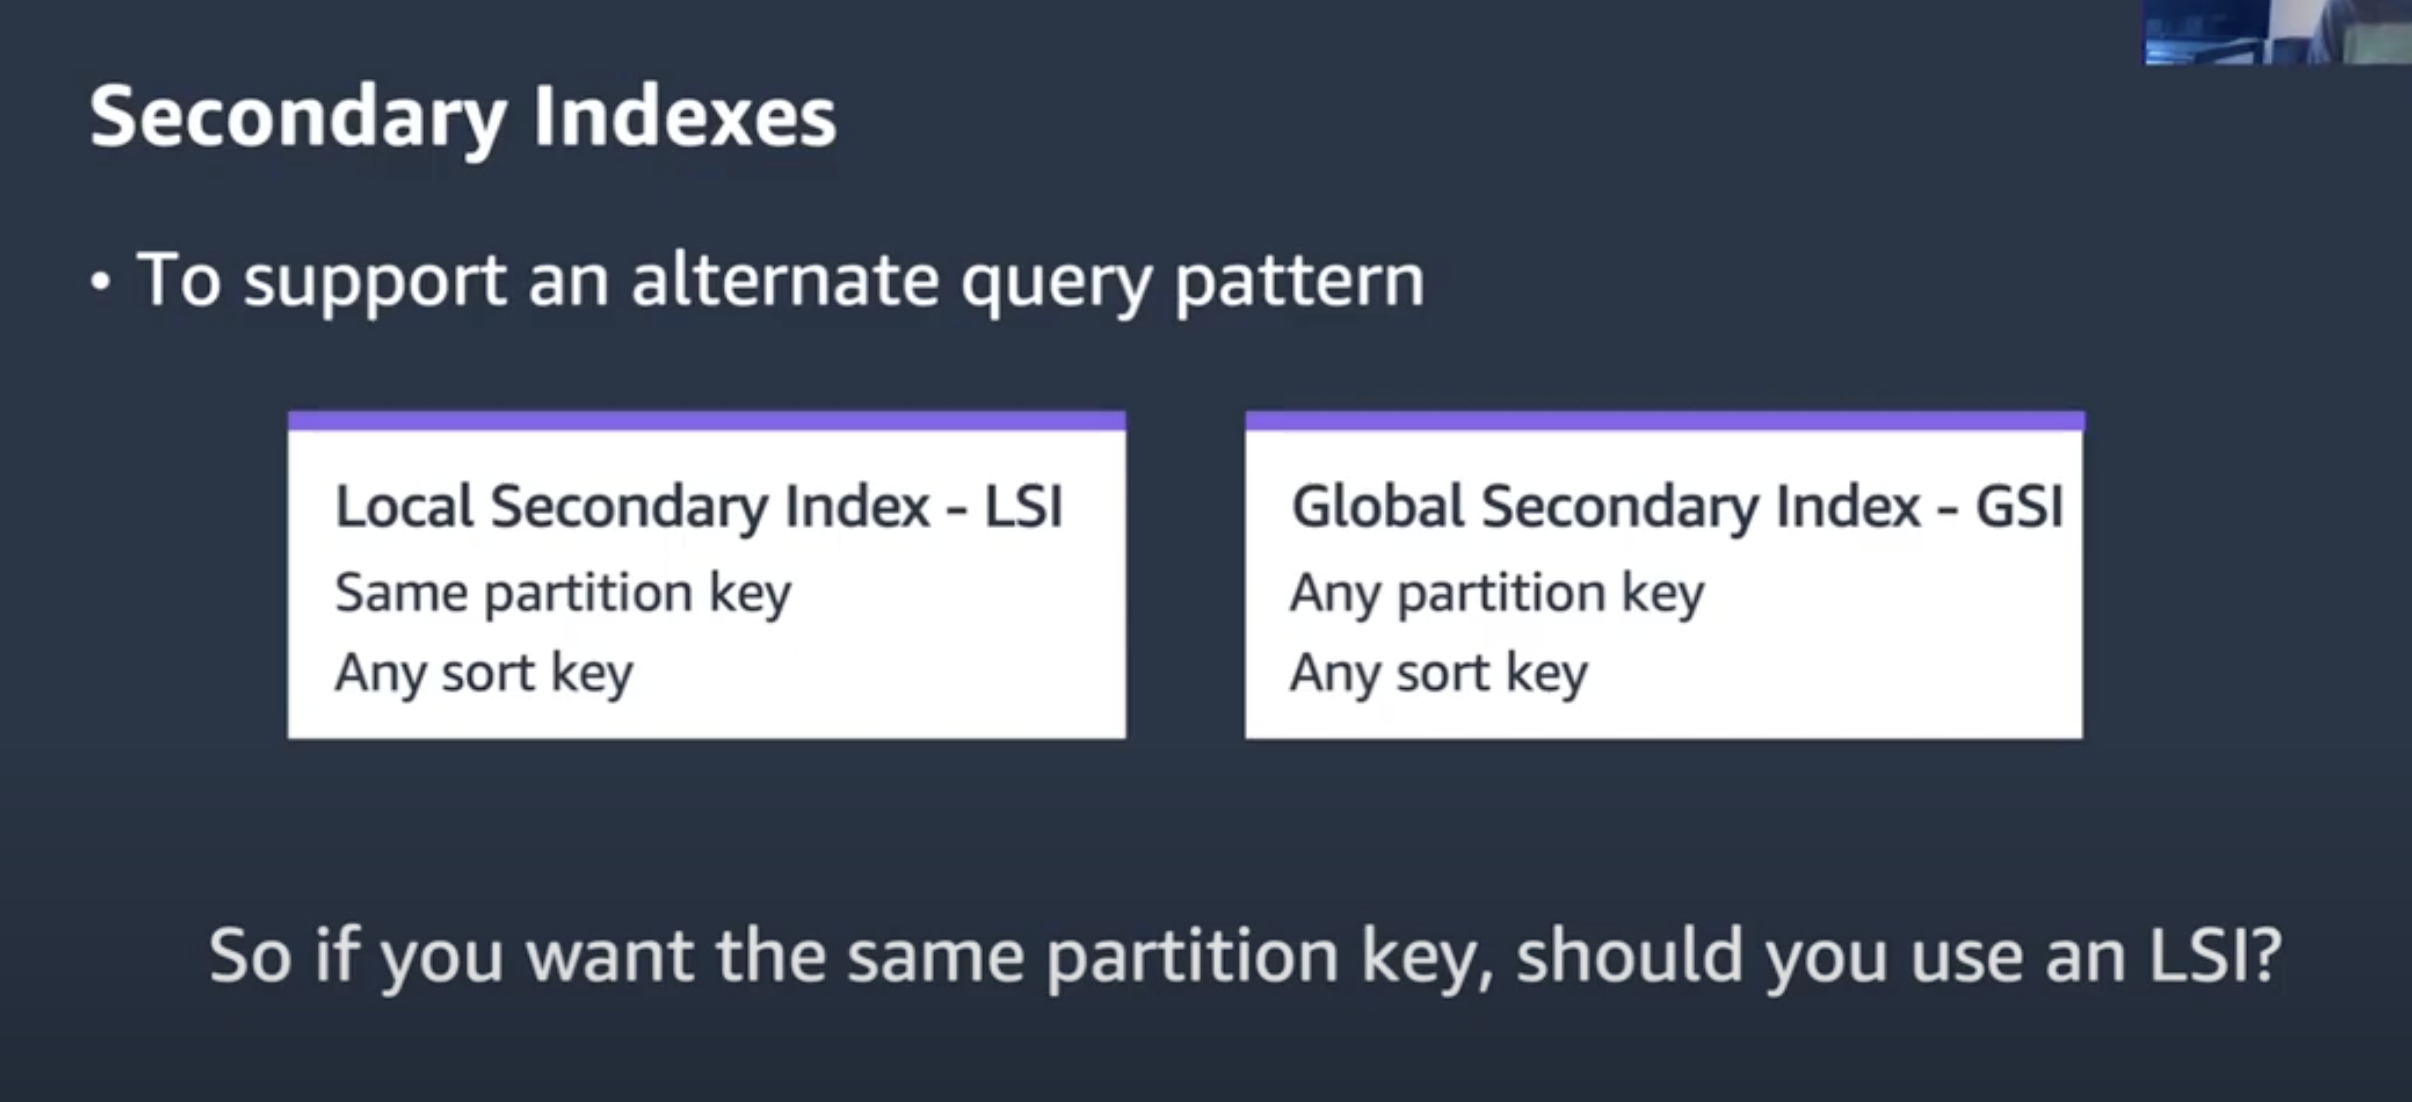 Secondary Indexes
• To support an alternate query pattern
Local Secondary Index - LSI
Same partition key
Any sort key
Global Secondary Index - GSI
Any partition key
Any sort key
So if you want the same partition key, should you use an LSI?